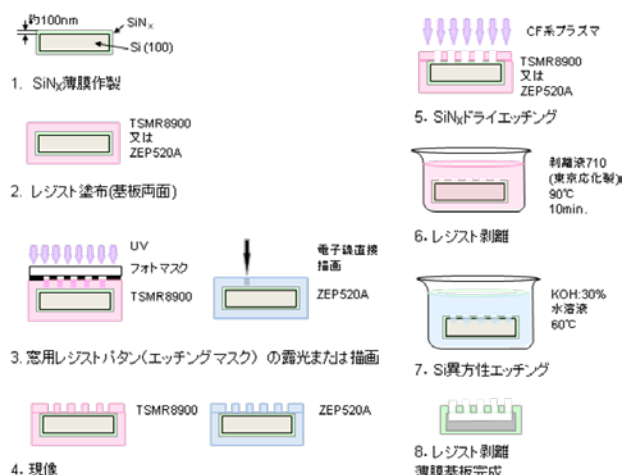 約100nm
SiNx
Si(100)
1. SiNx薄膜作製
TSMR8900
又は
ZEP520A
2. レジスト塗布(基板両面)
UV
フォトマスク
TSMR8900
電子線直接
描画
ZEP520A
3. 窓用レジストパタン(エッチングマスク) の露光または描画
TSMR8900
ZEP520A
4. 現像
CF系プラズマ
TSMR8900
又は
ZEP520A
5. SiNxドライエッチング
剥離液710
(東京応化製)
90℃
10min.
6. レジスト剥離
KOH:30%
水溶液
60℃
7. Si異方性エッチング
8. レジスト剥離
薄膜基板完成